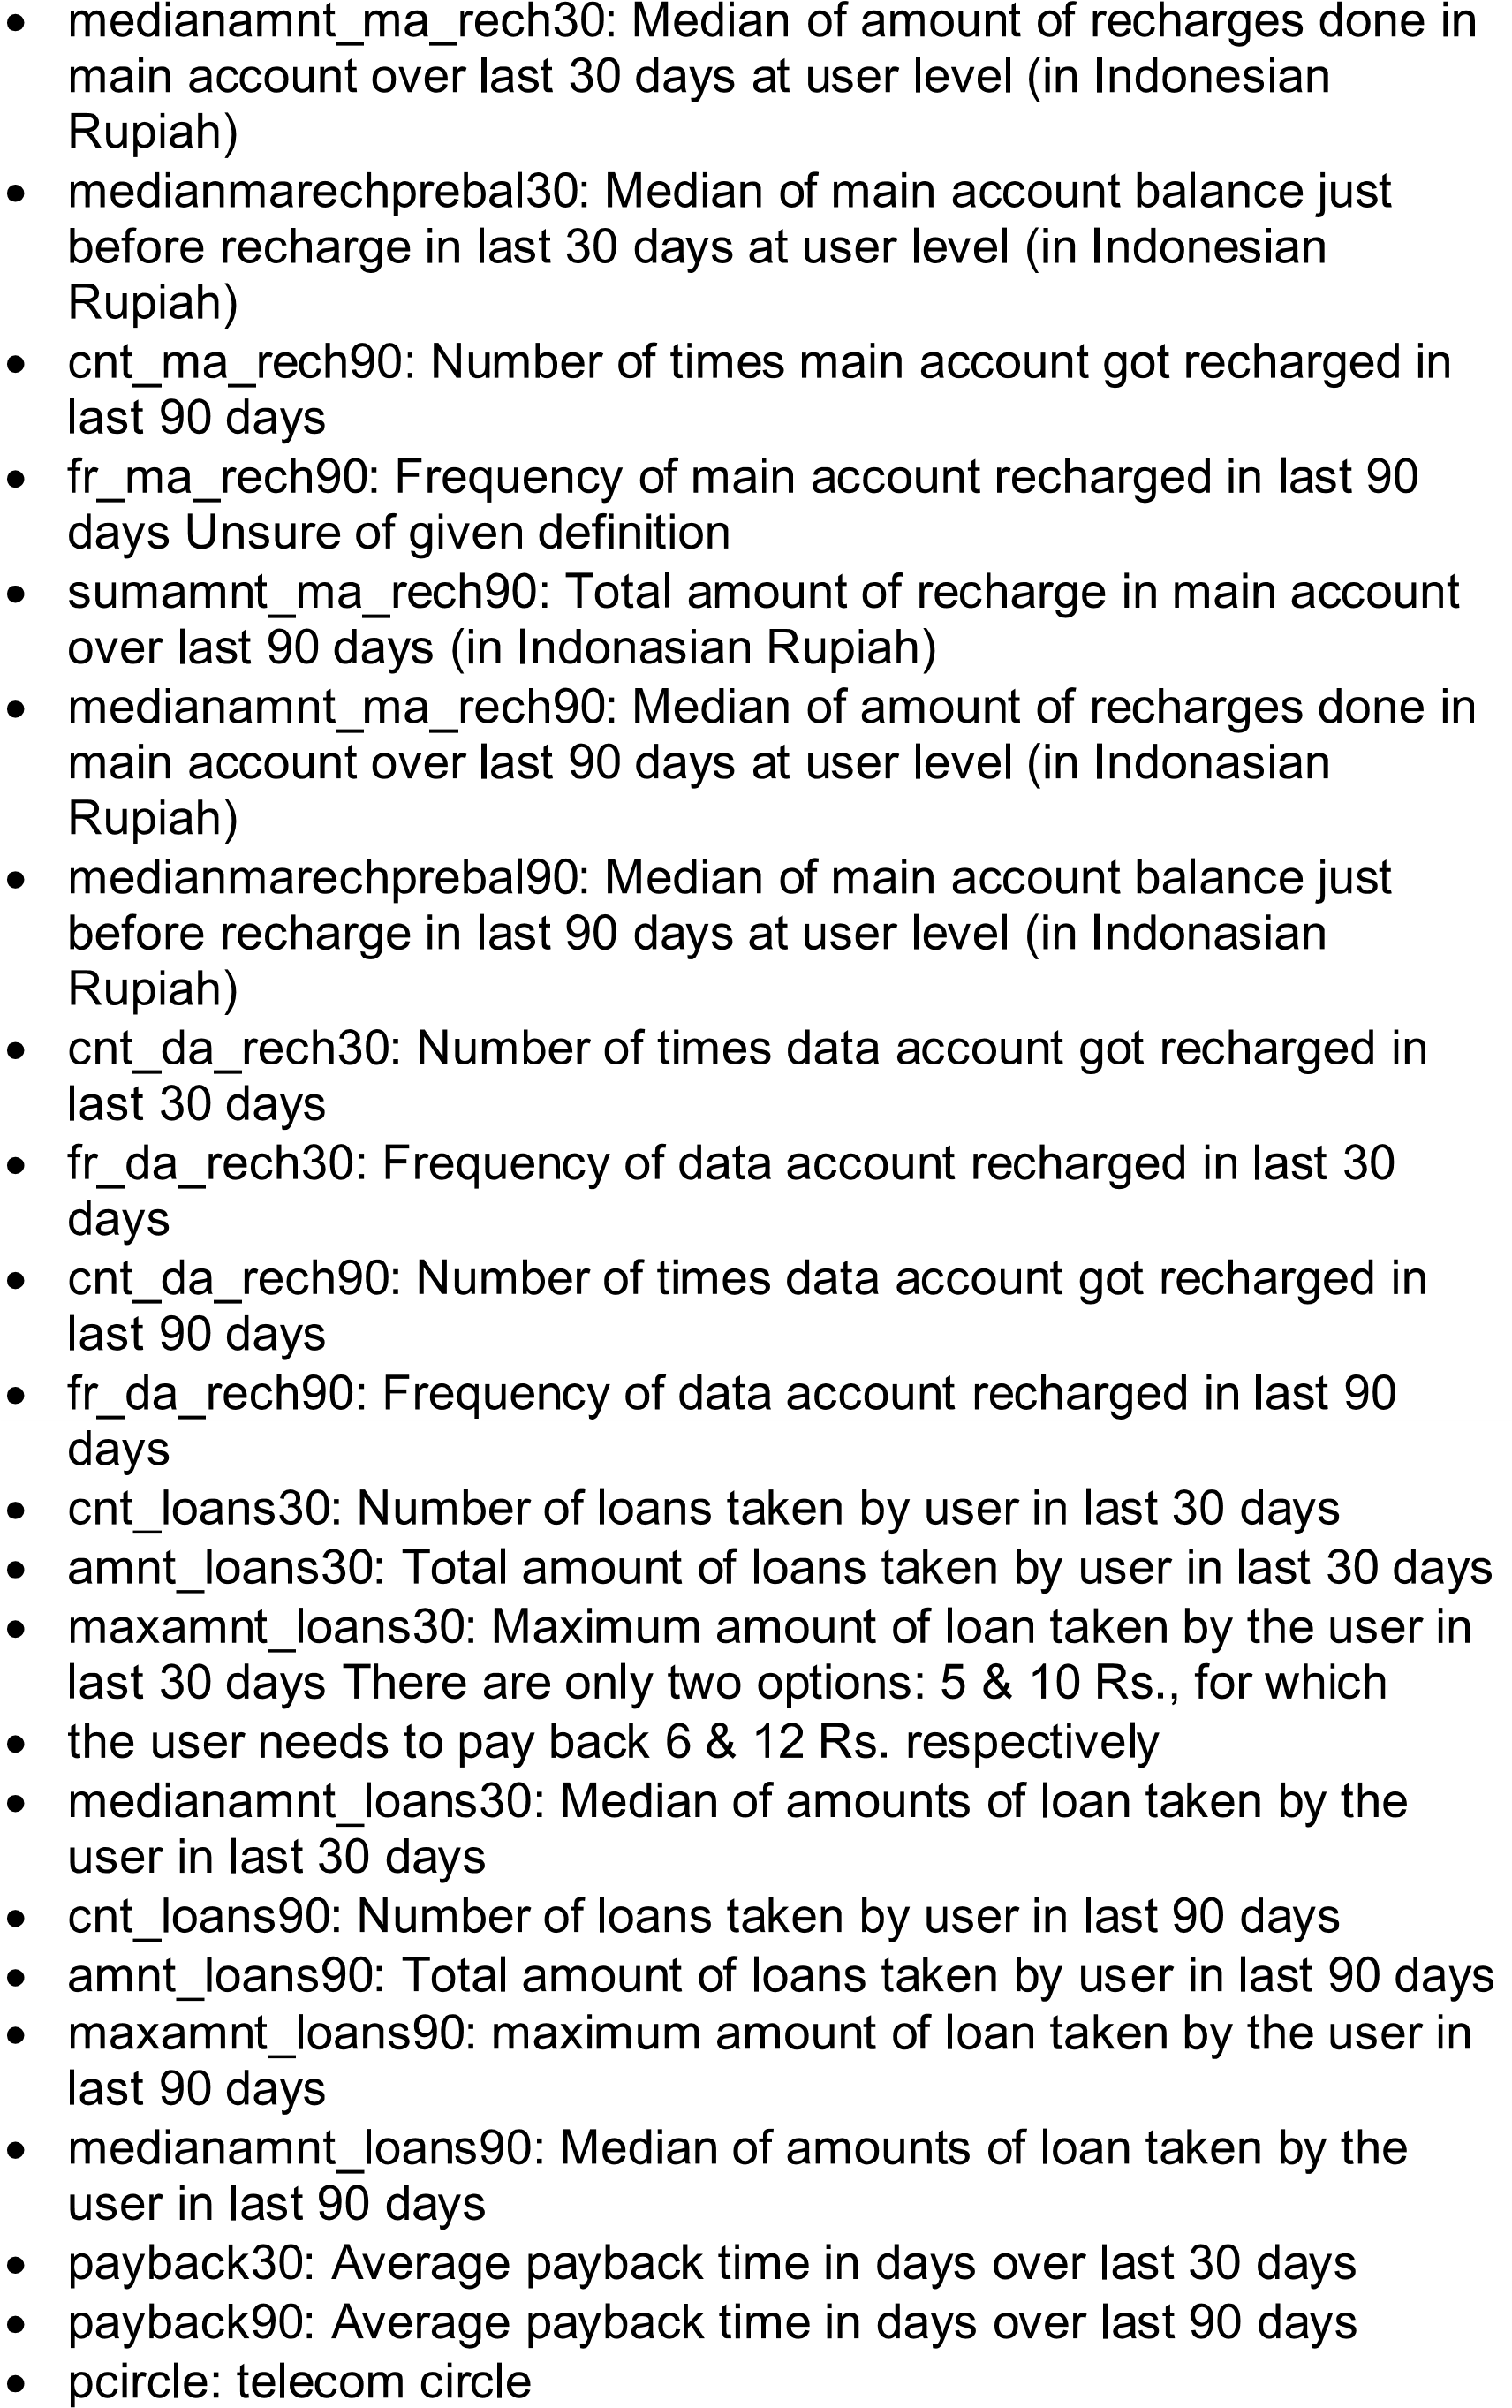 • medianamnt_ma_rech30: Median of amount of recharges done in
main account over last 30 days at user level (in Indonesian
Rupiah)
• medianmarechprebal30: Median of main account balance just
before recharge in last 30 days at user level (in Indonesian
Rupiah)
• cnt_ma_rech90: Number of times main account got recharged in
last 90 days
• fr_ma_rech90: Frequency of main account recharged in last 90
days Unsure of given definition
• sumamnt_ma_rech90: Total amount of recharge in main account
over last 90 days (in Indonasian Rupiah)
• medianamnt_ma_rech90: Median of amount of recharges done in
main account over last 90 days at user level (in Indonasian
Rupiah)
• medianmarechprebal90: Median of main account balance just
before recharge in last 90 days at user level (in Indonasian
Rupiah)
• cnt_da_rech30: Number of times data account got recharged in
last 30 days
• fr_da_rech30: Frequency of data account recharged in last 30
days
• cnt_da_rech90: Number of times data account got recharged in
last 90 days
• fr_da_rech90: Frequency of data account recharged in last 90
days
• cnt_loans30: Number of loans taken by user in last 30 days
• amnt_loans30: Total amount of loans taken by user in last 30 days
• maxamnt_loans30: Maximum amount of loan taken by the user in
last 30 days There are only two options: 5 & 10 Rs., for which
• the user needs to pay back 6 & 12 Rs. respectively
• medianamnt_loans30: Median of amounts of loan taken by the
user in last 30 days
• cnt_loans90: Number of loans taken by user in last 90 days
• amnt_loans90: Total amount of loans taken by user in last 90 days
• maxamnt_loans90: maximum amount of loan taken by the user in
last 90 days
• medianamnt_loans90: Median of amounts of loan taken by the
user in last 90 days
• payback30: Average payback time in days over last 30 days
• payback90: Average payback time in days over last 90 days
• pcircle: telecom circle